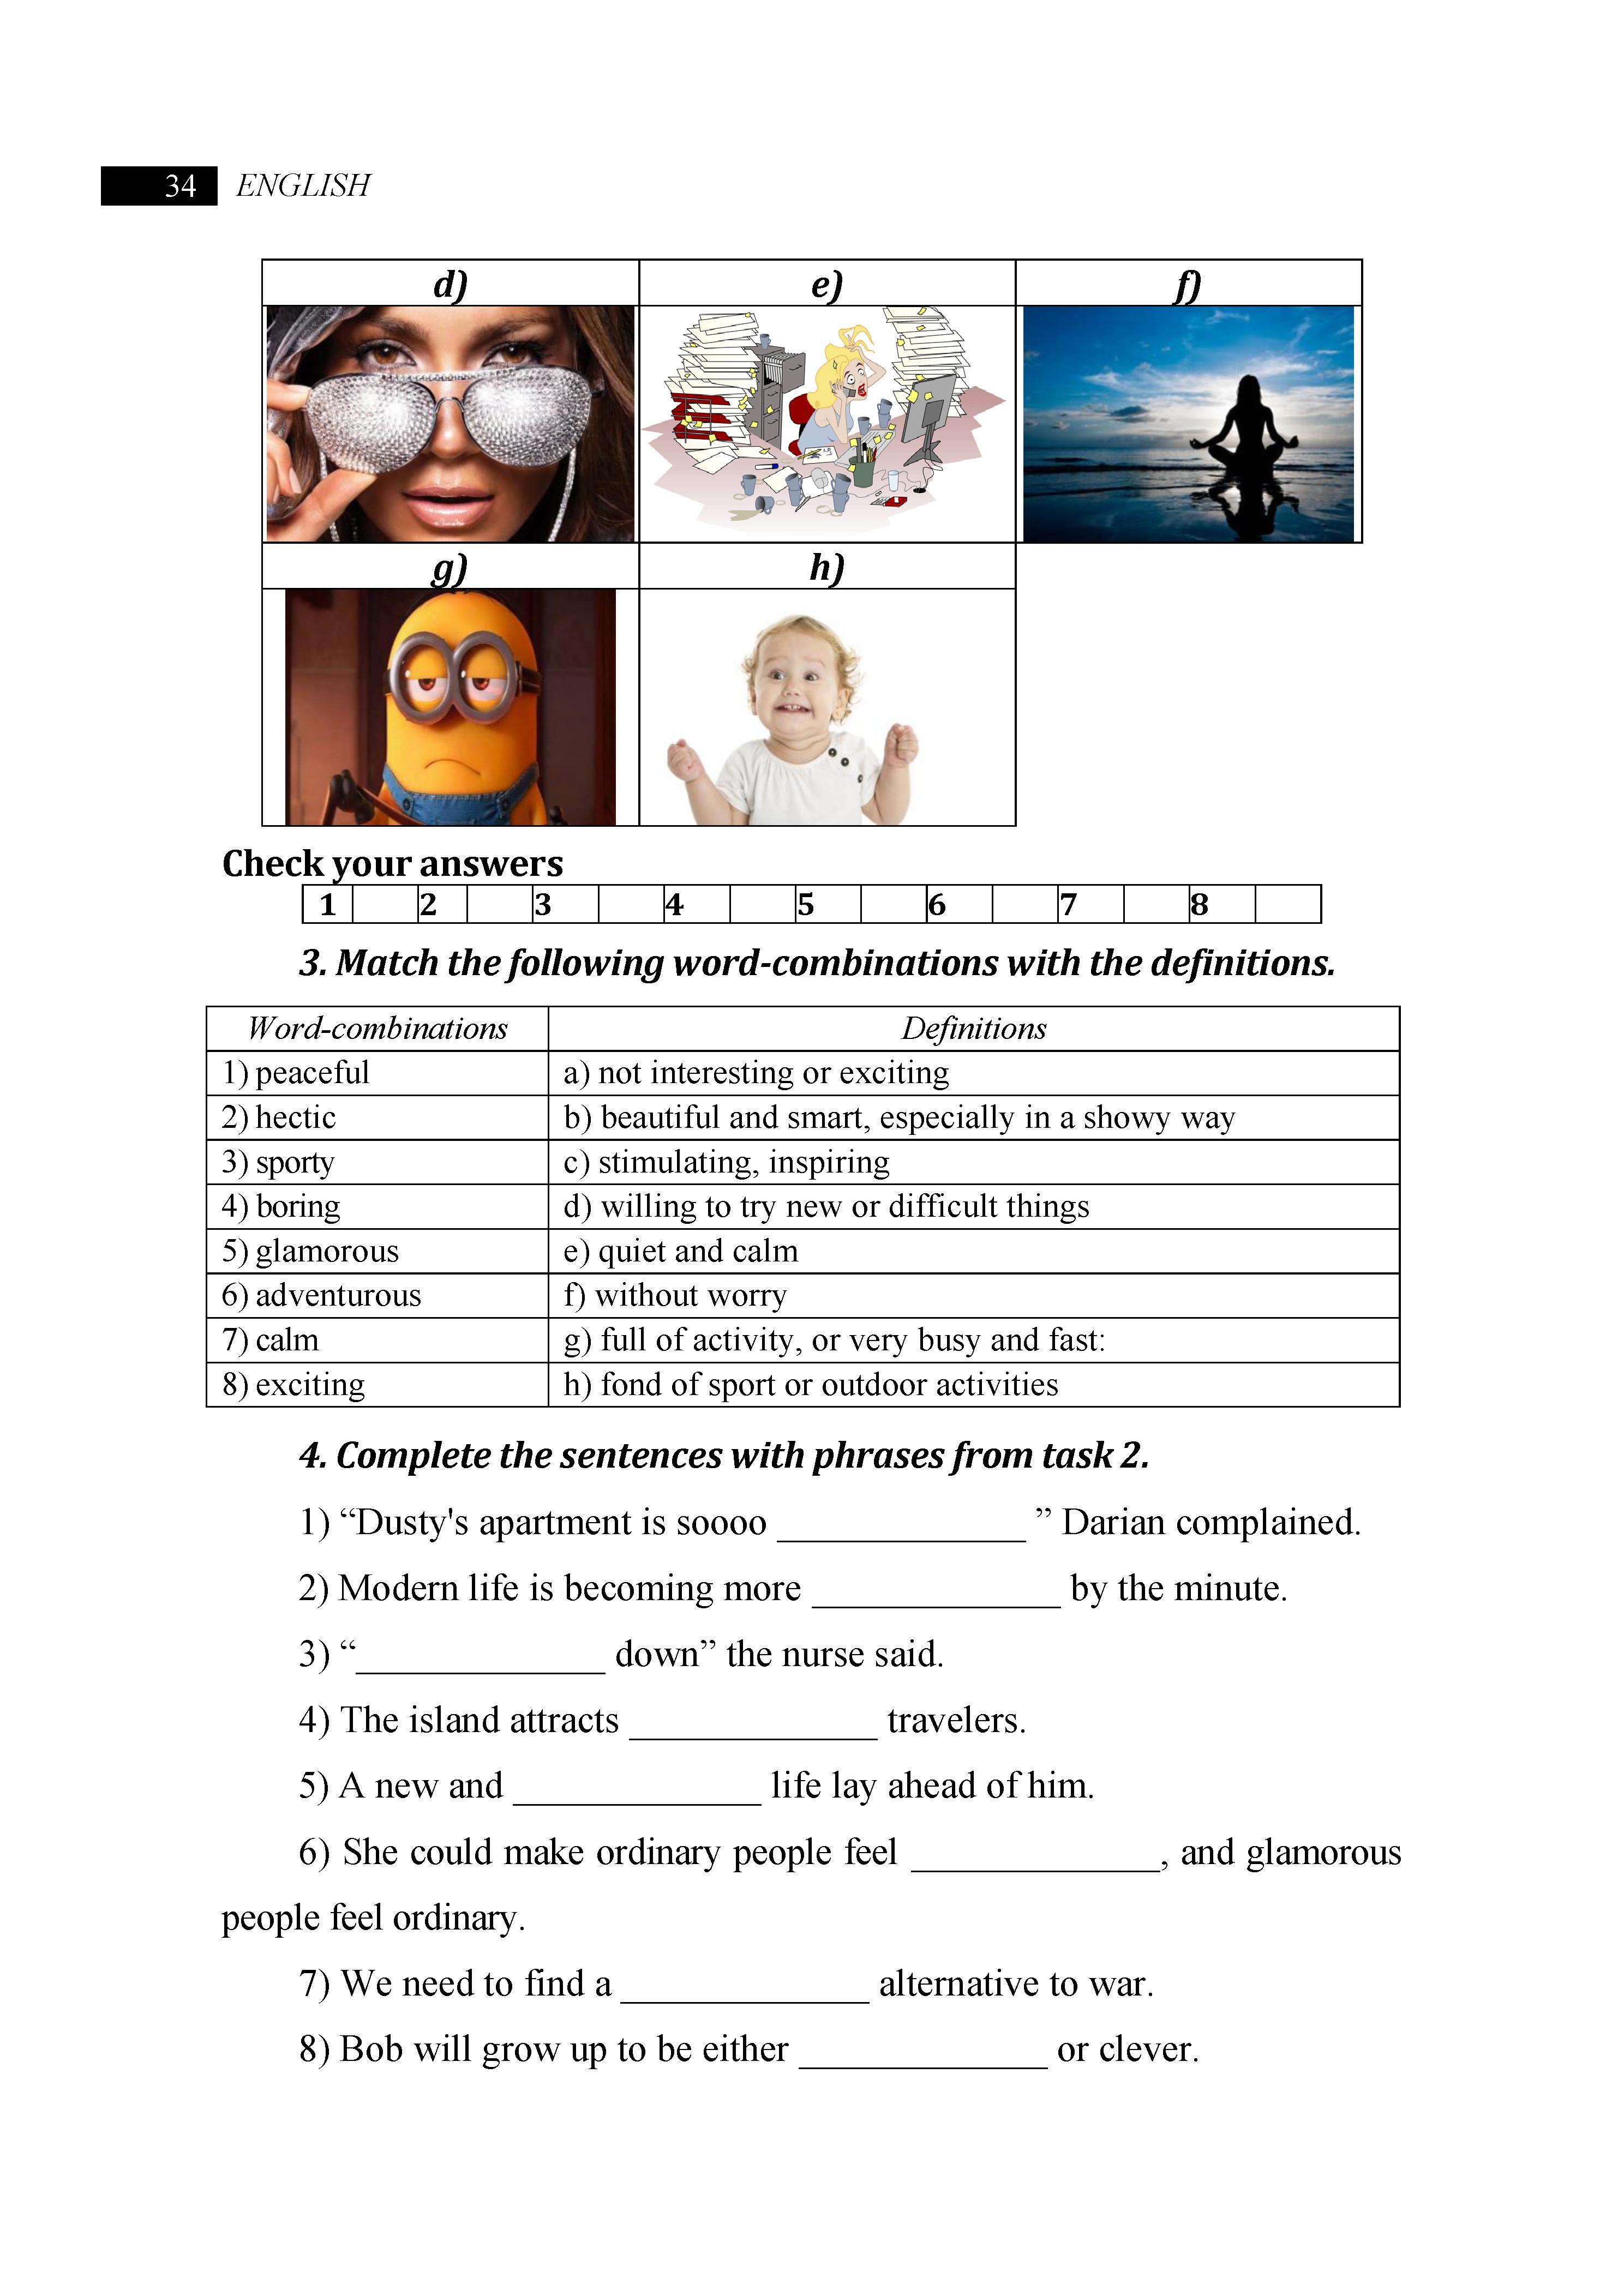 34 ENGLISH
d) e) f)
g) h)
Check your answers
1 2 3 4 5 6 7 8
3. Match the following word-combinations with the definitions.
Word-combinations Definitions
1) peaceful a) not interesting or exciting
2) hectic b) beautiful and smart, especially in a showy way
3) sporty c) stimulating, inspiring
4) boring d) willing to try new or difficult things
5) glamorous e) quiet and calm
6) adventurous f) without worry
7) calm g) full of activity, or very busy and fast:
8) exciting h) fond of sport or outdoor activities
4. Complete the sentences with phrases from task 2.
1) “Dusty's apartment is soooo _____________ ” Darian complained.
2) Modern life is becoming more _____________ by the minute.
3) “_____________ down” the nurse said.
4) The island attracts _____________ travelers.
5) A new and _____________ life lay ahead of him.
6) She could make ordinary people feel _____________, and glamorous
people feel ordinary.
7) We need to find a _____________ alternative to war.
8) Bob will grow up to be either _____________ or clever.